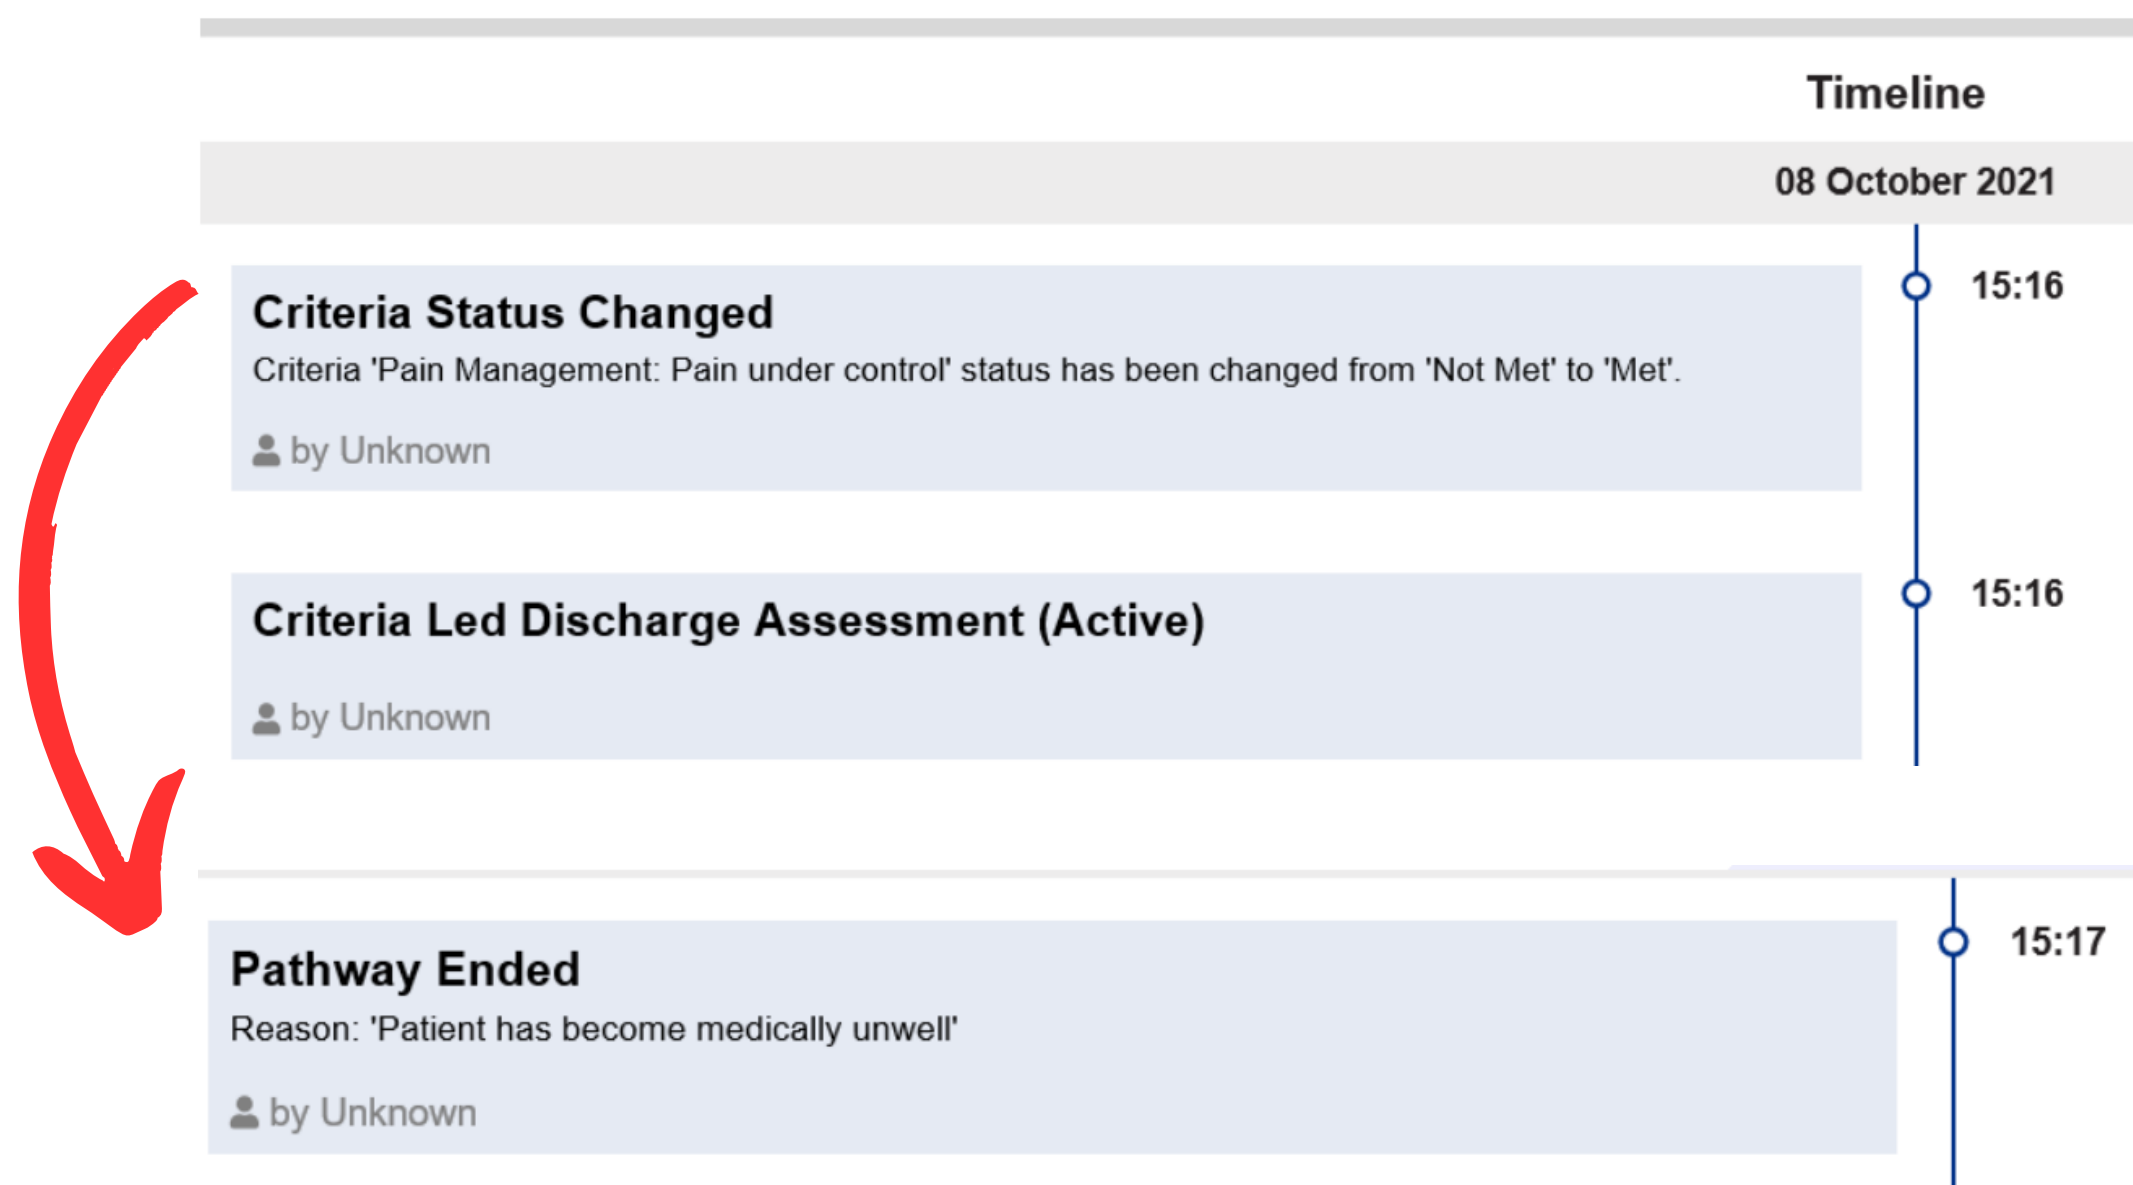 Timeline
08 October 2021
15:16
Criteria Status Changed
Criteria 'Pain Management: Pain under control' status has been changed from 'Not Met' to 'Met'.
by Unknown
15:16
Criteria Led Discharge Assessment (Active)
by Unknown
15:17
Pathway Ended
Reason: 'Patient has become medically unwell'
by Unknown